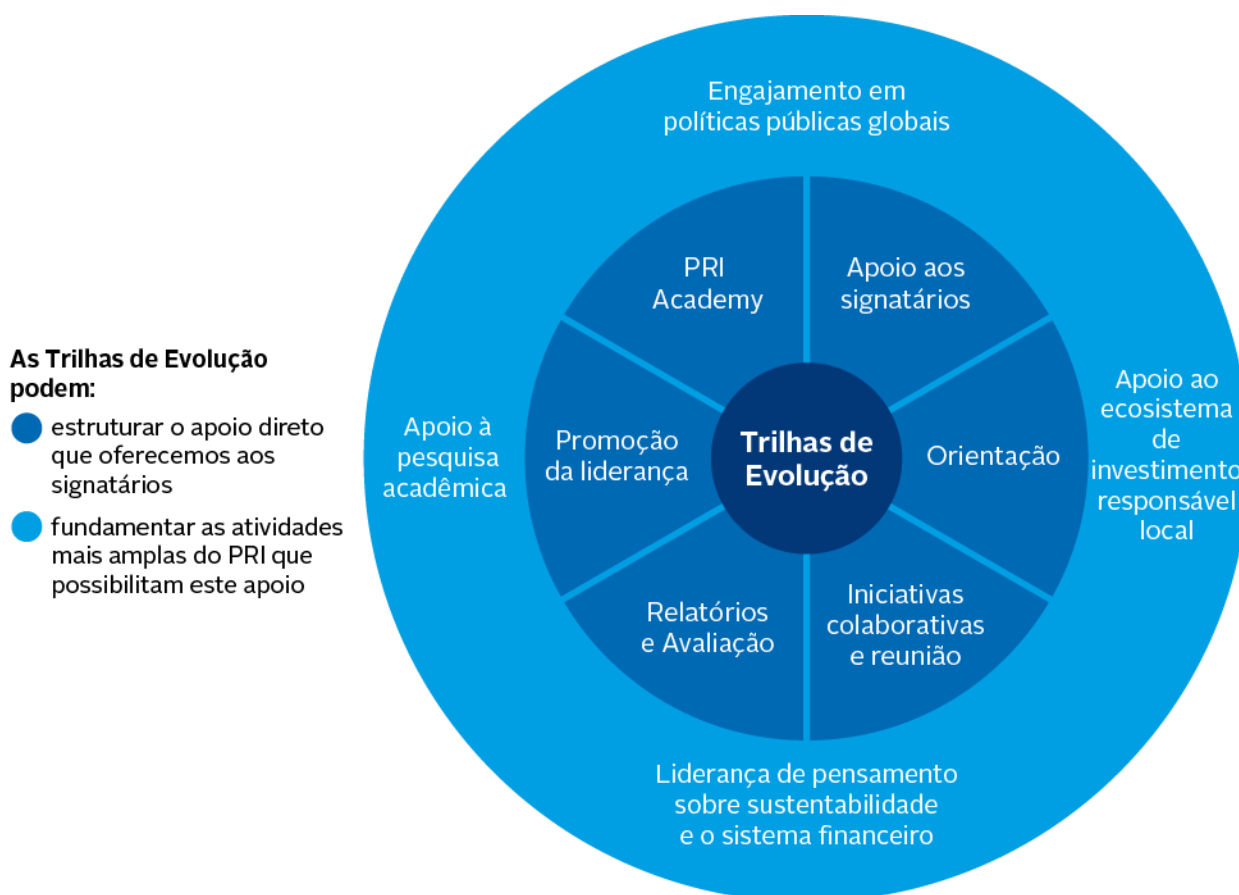 As Trilhas de Evolução
podem:
estruturar o apoio direto
que oferecemos aos
signatários
fundamentar as atividades
mais amplas do PRI que
possibilitam este apoio
Engajamento em
políticas públicas globais
PRI
Academy
Apoio aos
signatários
Apoio à
pesquisa
acadêmica
Promoção
da liderança
Trilhas de
Evolução
Orientação
Apoio ao
ecosistema
de
investimento
responsável
local
Relatórios
e Avaliação
Iniciativas
colaborativas
e reunião
Liderança de pensamento
sobre sustentabilidade
e o sistema financeiro